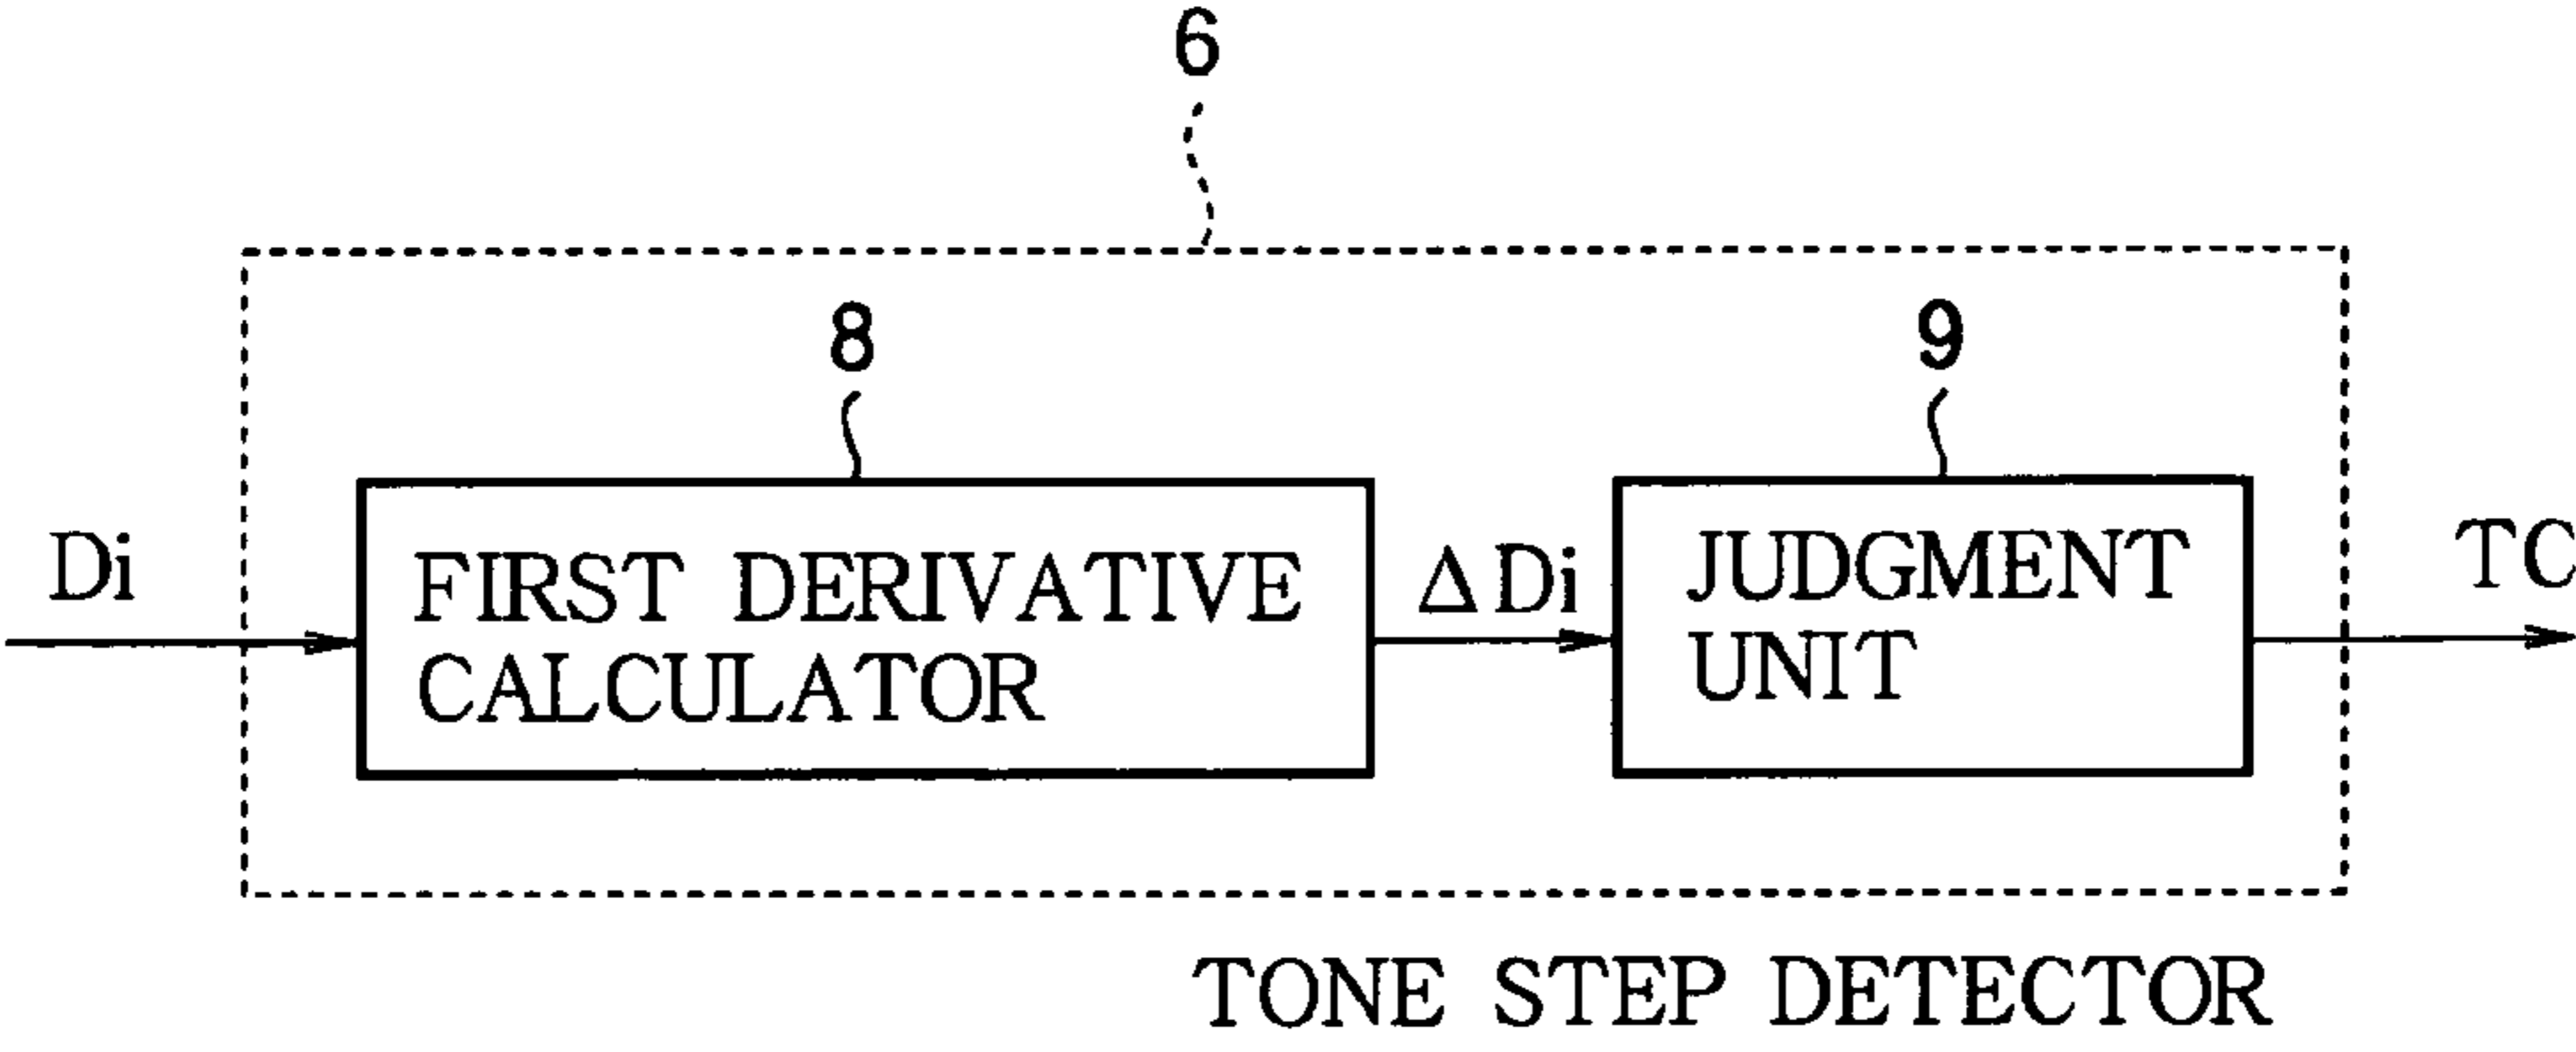 6
8
9
Di
FIRST DERIVATIVE
CALCULATOR
ΔDi
JUDGMENT
UNIT
TC
TONE STEP DETECTOR